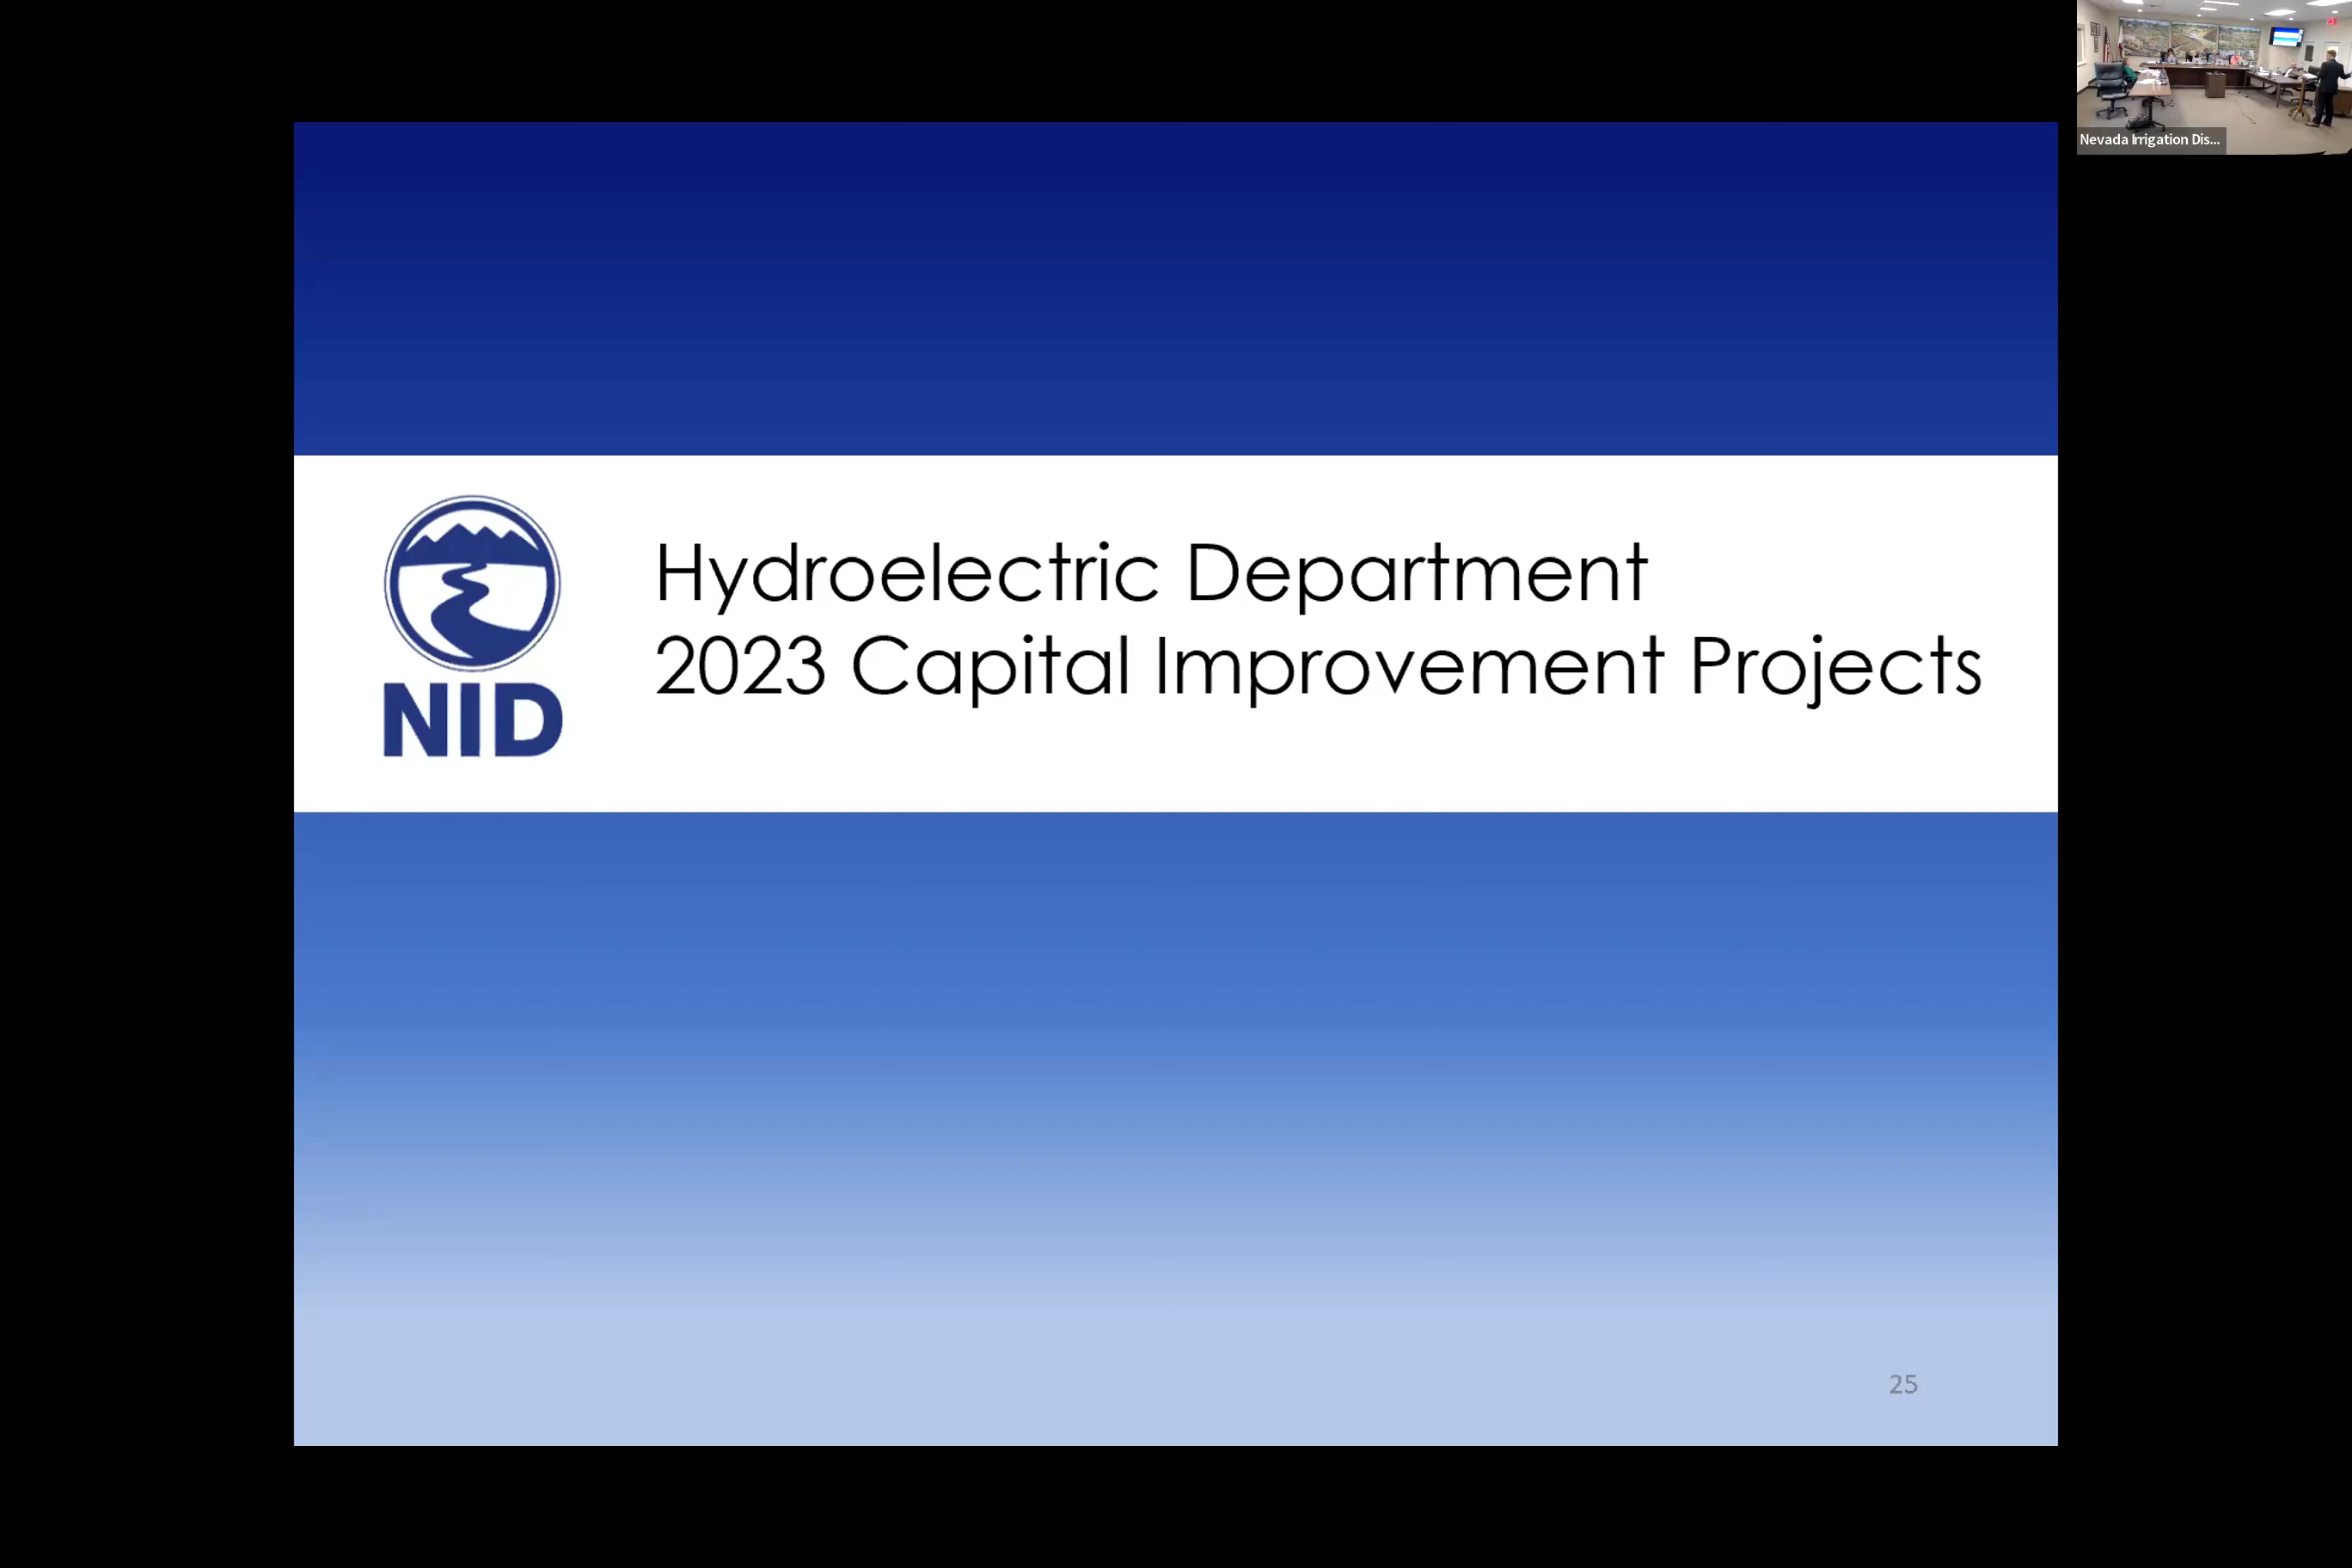 Nevada Irrigation Dis...
Hydroelectric Department
2023 Capital Improvement Projects
NID
25